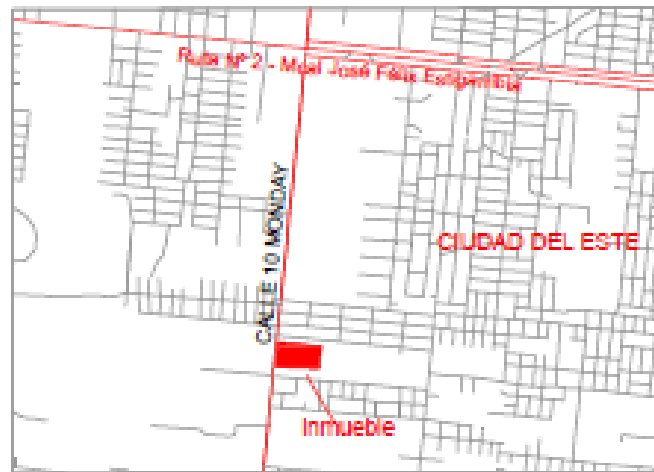 Ruta Nº 2 - Mcal José Félix Estigarribia
CALLE 10 MONDAY
CIUDAD DEL ESTE
Inmueble